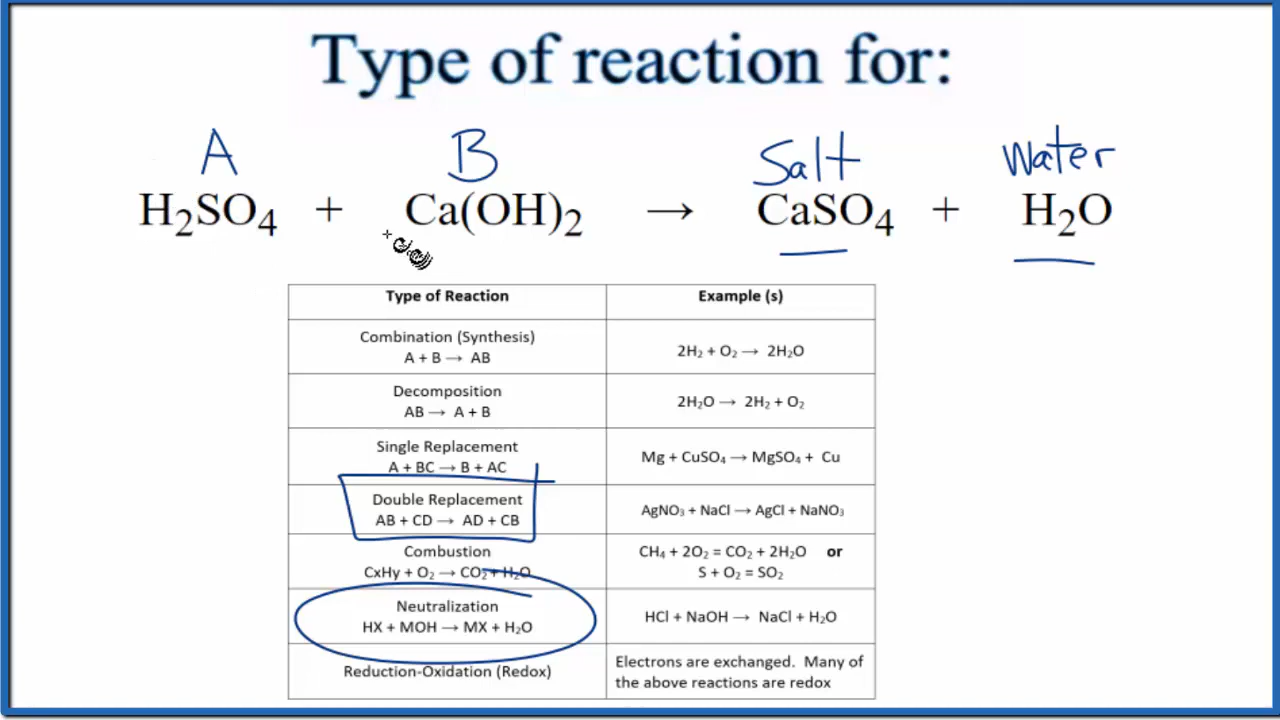 Type of reaction for:
A B Salt Water
H₂SO₄ + Ca(OH)₂ → CaSO₄ + H₂O
Type of Reaction Example (s)
Combination (Synthesis)
A + B → AB
2H₂ + O₂ → 2H₂O
Decomposition
AB → A + B
2H₂O → 2H₂ + O₂
Single Replacement
A + BC → B + AC
Mg + CuSO₄ → MgSO₄ + Cu
Double Replacement
AB + CD → AD + CB
AgNO₃ + NaCl → AgCl + NaNO₃
Combustion
CxHy + O₂ → CO₂ + H₂O
CH₄ + 2O₂ = CO₂ + 2H₂O or
S + O₂ = SO₂
Neutralization
HX + MOH → MX + H₂O
HCl + NaOH → NaCl + H₂O
Reduction-Oxidation (Redox)
Electrons are exchanged. Many of
the above reactions are redox